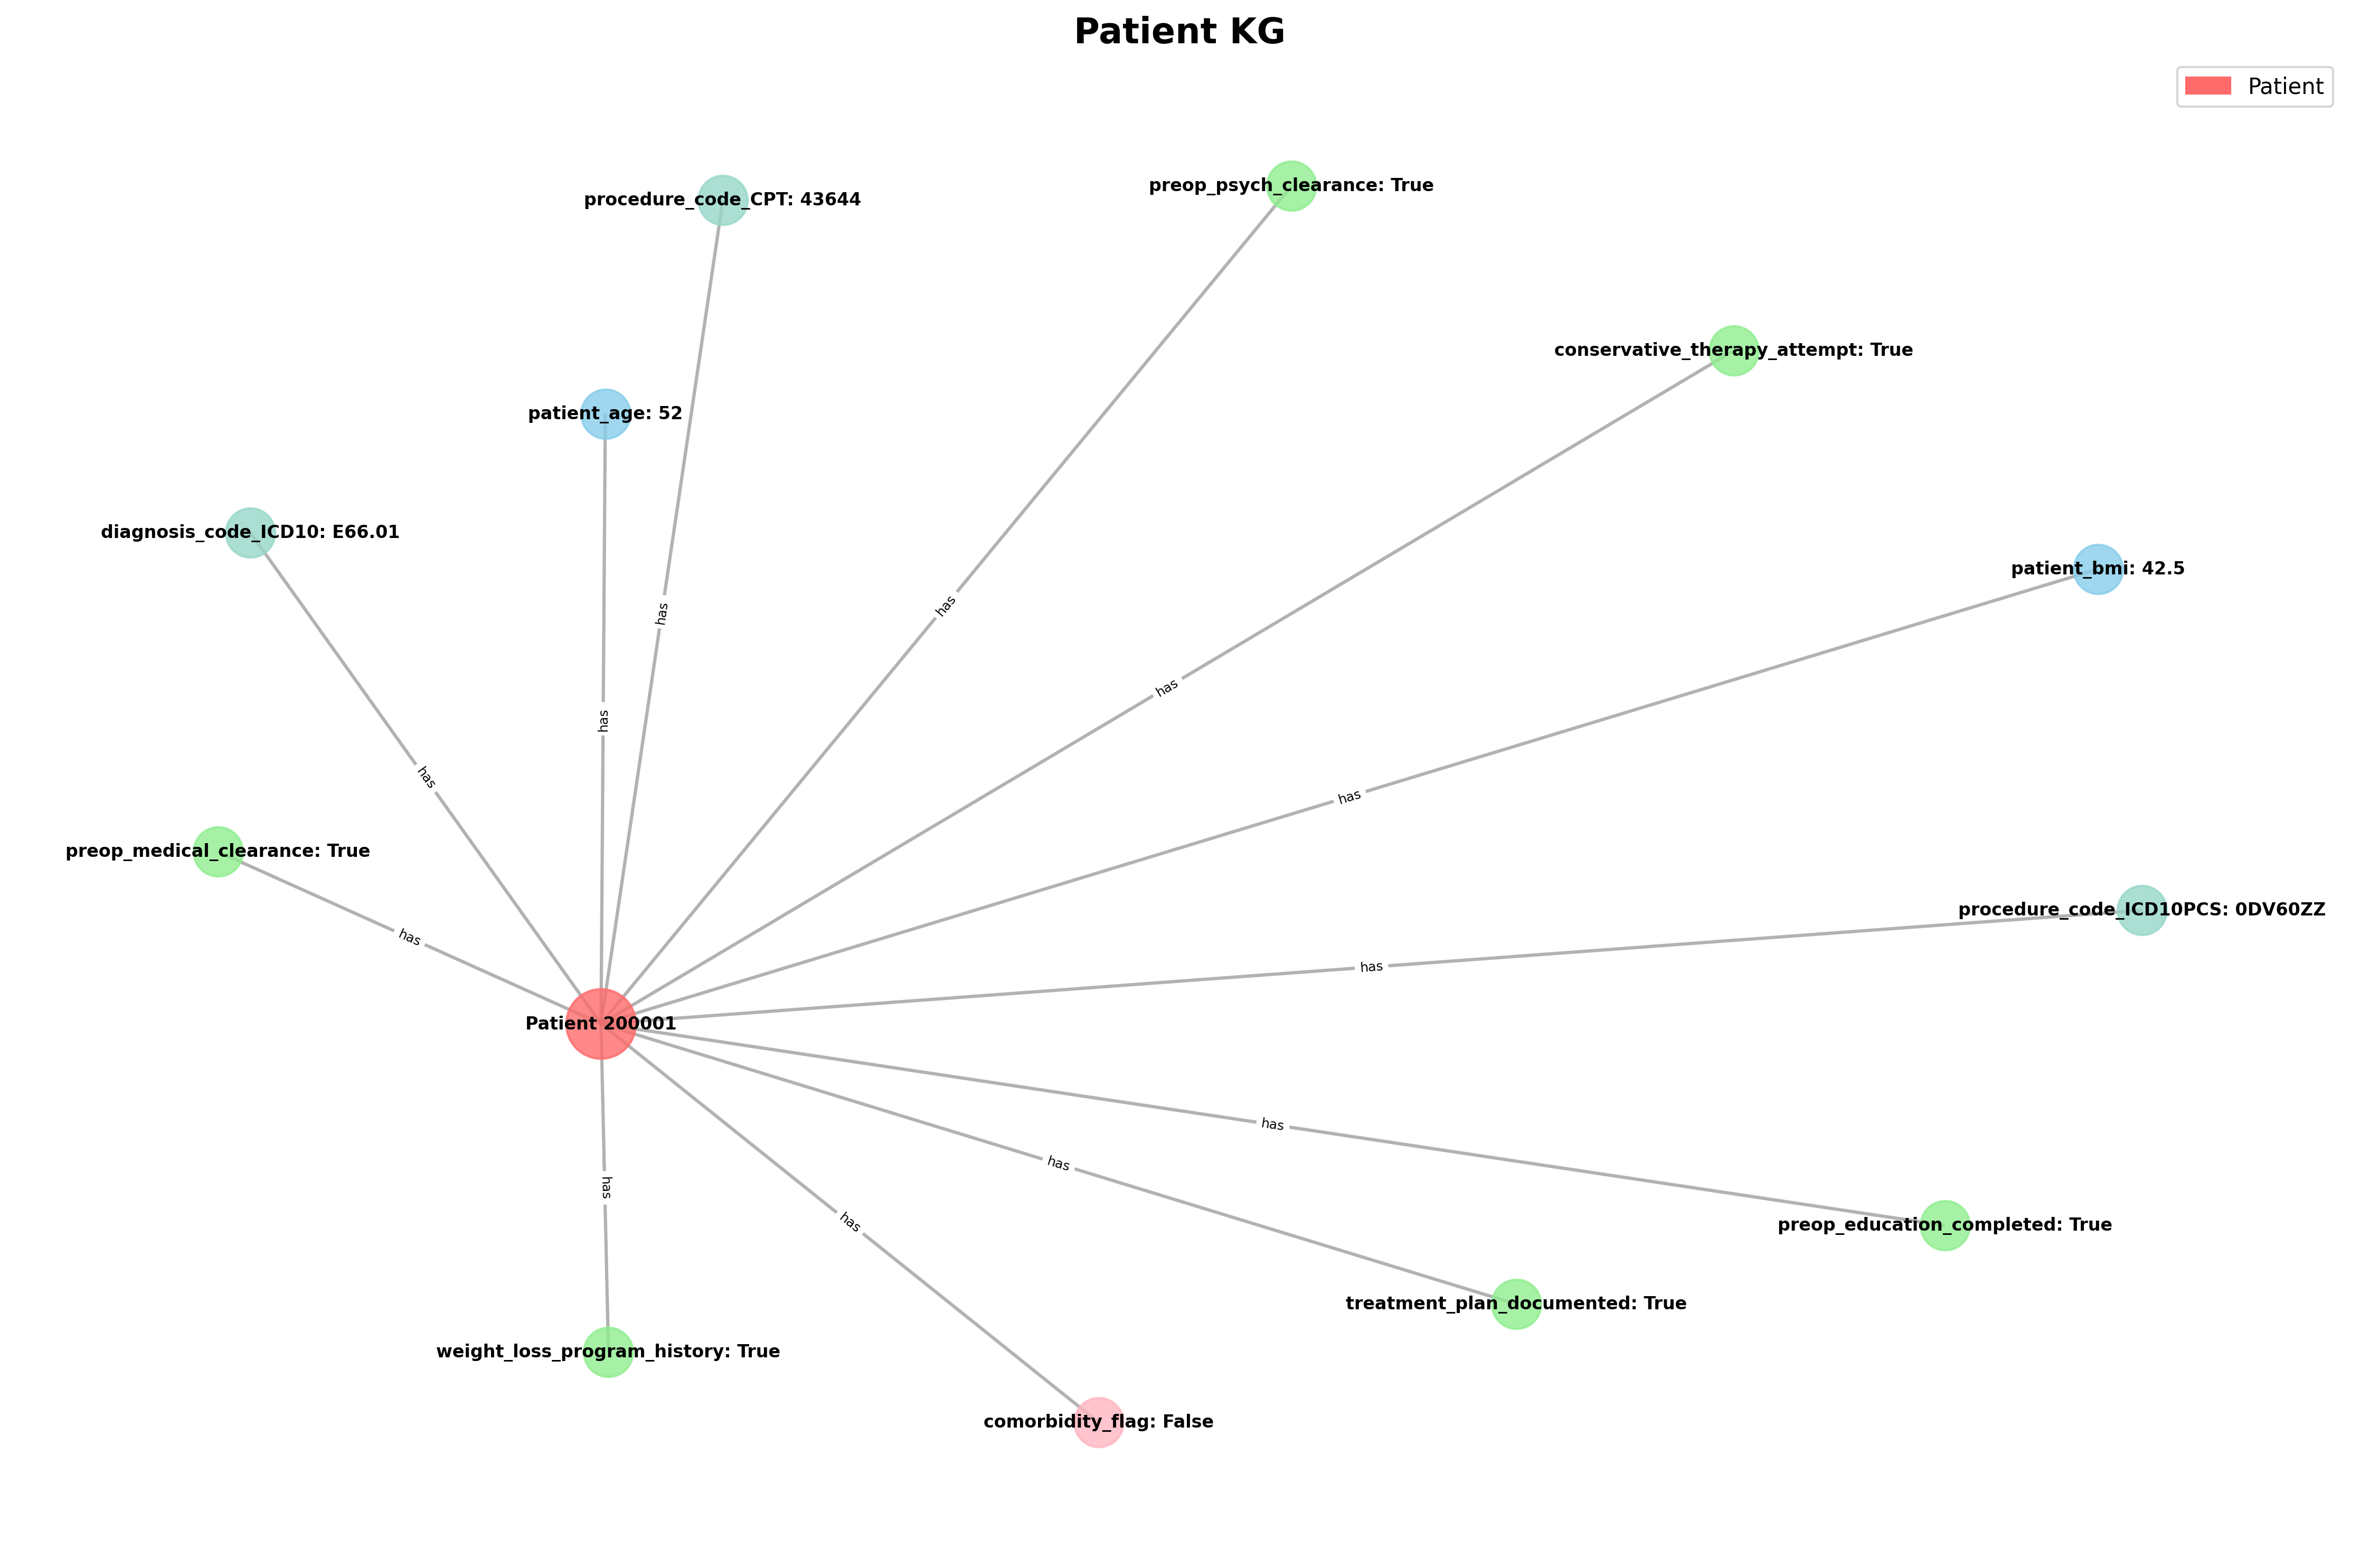 Patient KG
Patient
preop_psych_clearance: True
procedure_code_CPT: 43644
conservative_therapy_attempt: True
patient_age: 52
diagnosis_code_ICD10: E66.01
patient_bmi: 42.5
has
has
has
has
has
has
has
preop_medical_clearance: True
procedure_code_ICD10PCS: 0DV60ZZ
has
has
Patient 200001
has
has
has
has
preop_education_completed: True
treatment_plan_documented: True
weight_loss_program_history: True
comorbidity_flag: False